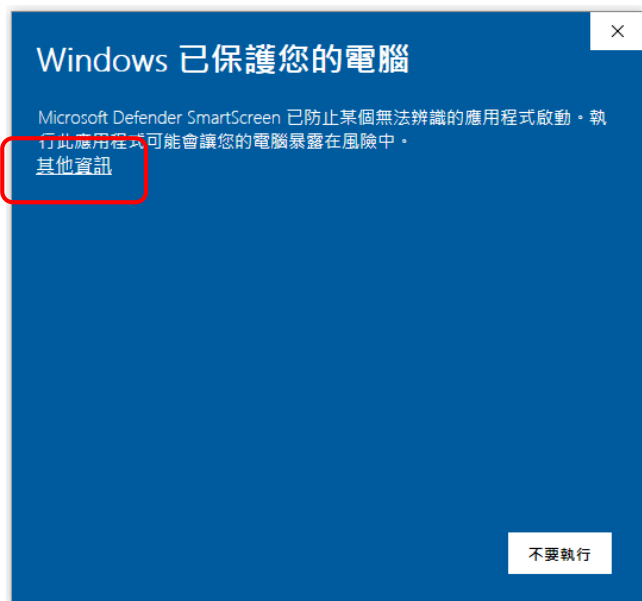 Windows 已保護您的電腦
Microsoft Defender SmartScreen 已防止某個無法辨識的應用程式啟動。執
行此應用程式可能會讓您的電腦暴露在風險中。
其他資訊
不要執行